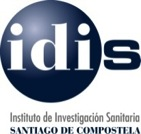 idis
Instituto de Investigación Sanitaria
SANTIAGO DE COMPOSTELA